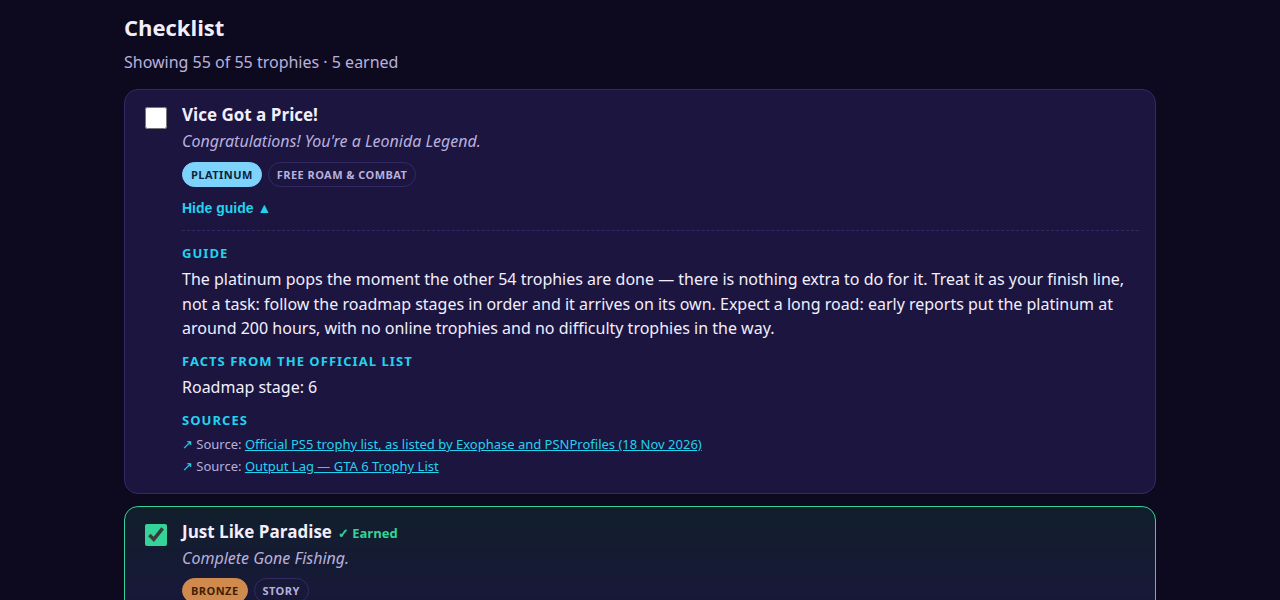 Checklist
Showing 55 of 55 trophies · 5 earned
Vice Got a Price!
Congratulations! You're a Leonida Legend.
PLATINUM
FREE ROAM & COMBAT
Hide guide ▲
GUIDE
The platinum pops the moment the other 54 trophies are done — there is nothing extra to do for it. Treat it as your finish line,
not a task: follow the roadmap stages in order and it arrives on its own. Expect a long road: early reports put the platinum at
around 200 hours, with no online trophies and no difficulty trophies in the way.
FACTS FROM THE OFFICIAL LIST
Roadmap stage: 6
SOURCES
↗ Source: Official PS5 trophy list, as listed by Exophase and PSNProfiles (18 Nov 2026)
↗ Source: Output Lag — GTA 6 Trophy List
Just Like Paradise ✓ Earned
Complete Gone Fishing.
BRONZE
STORY